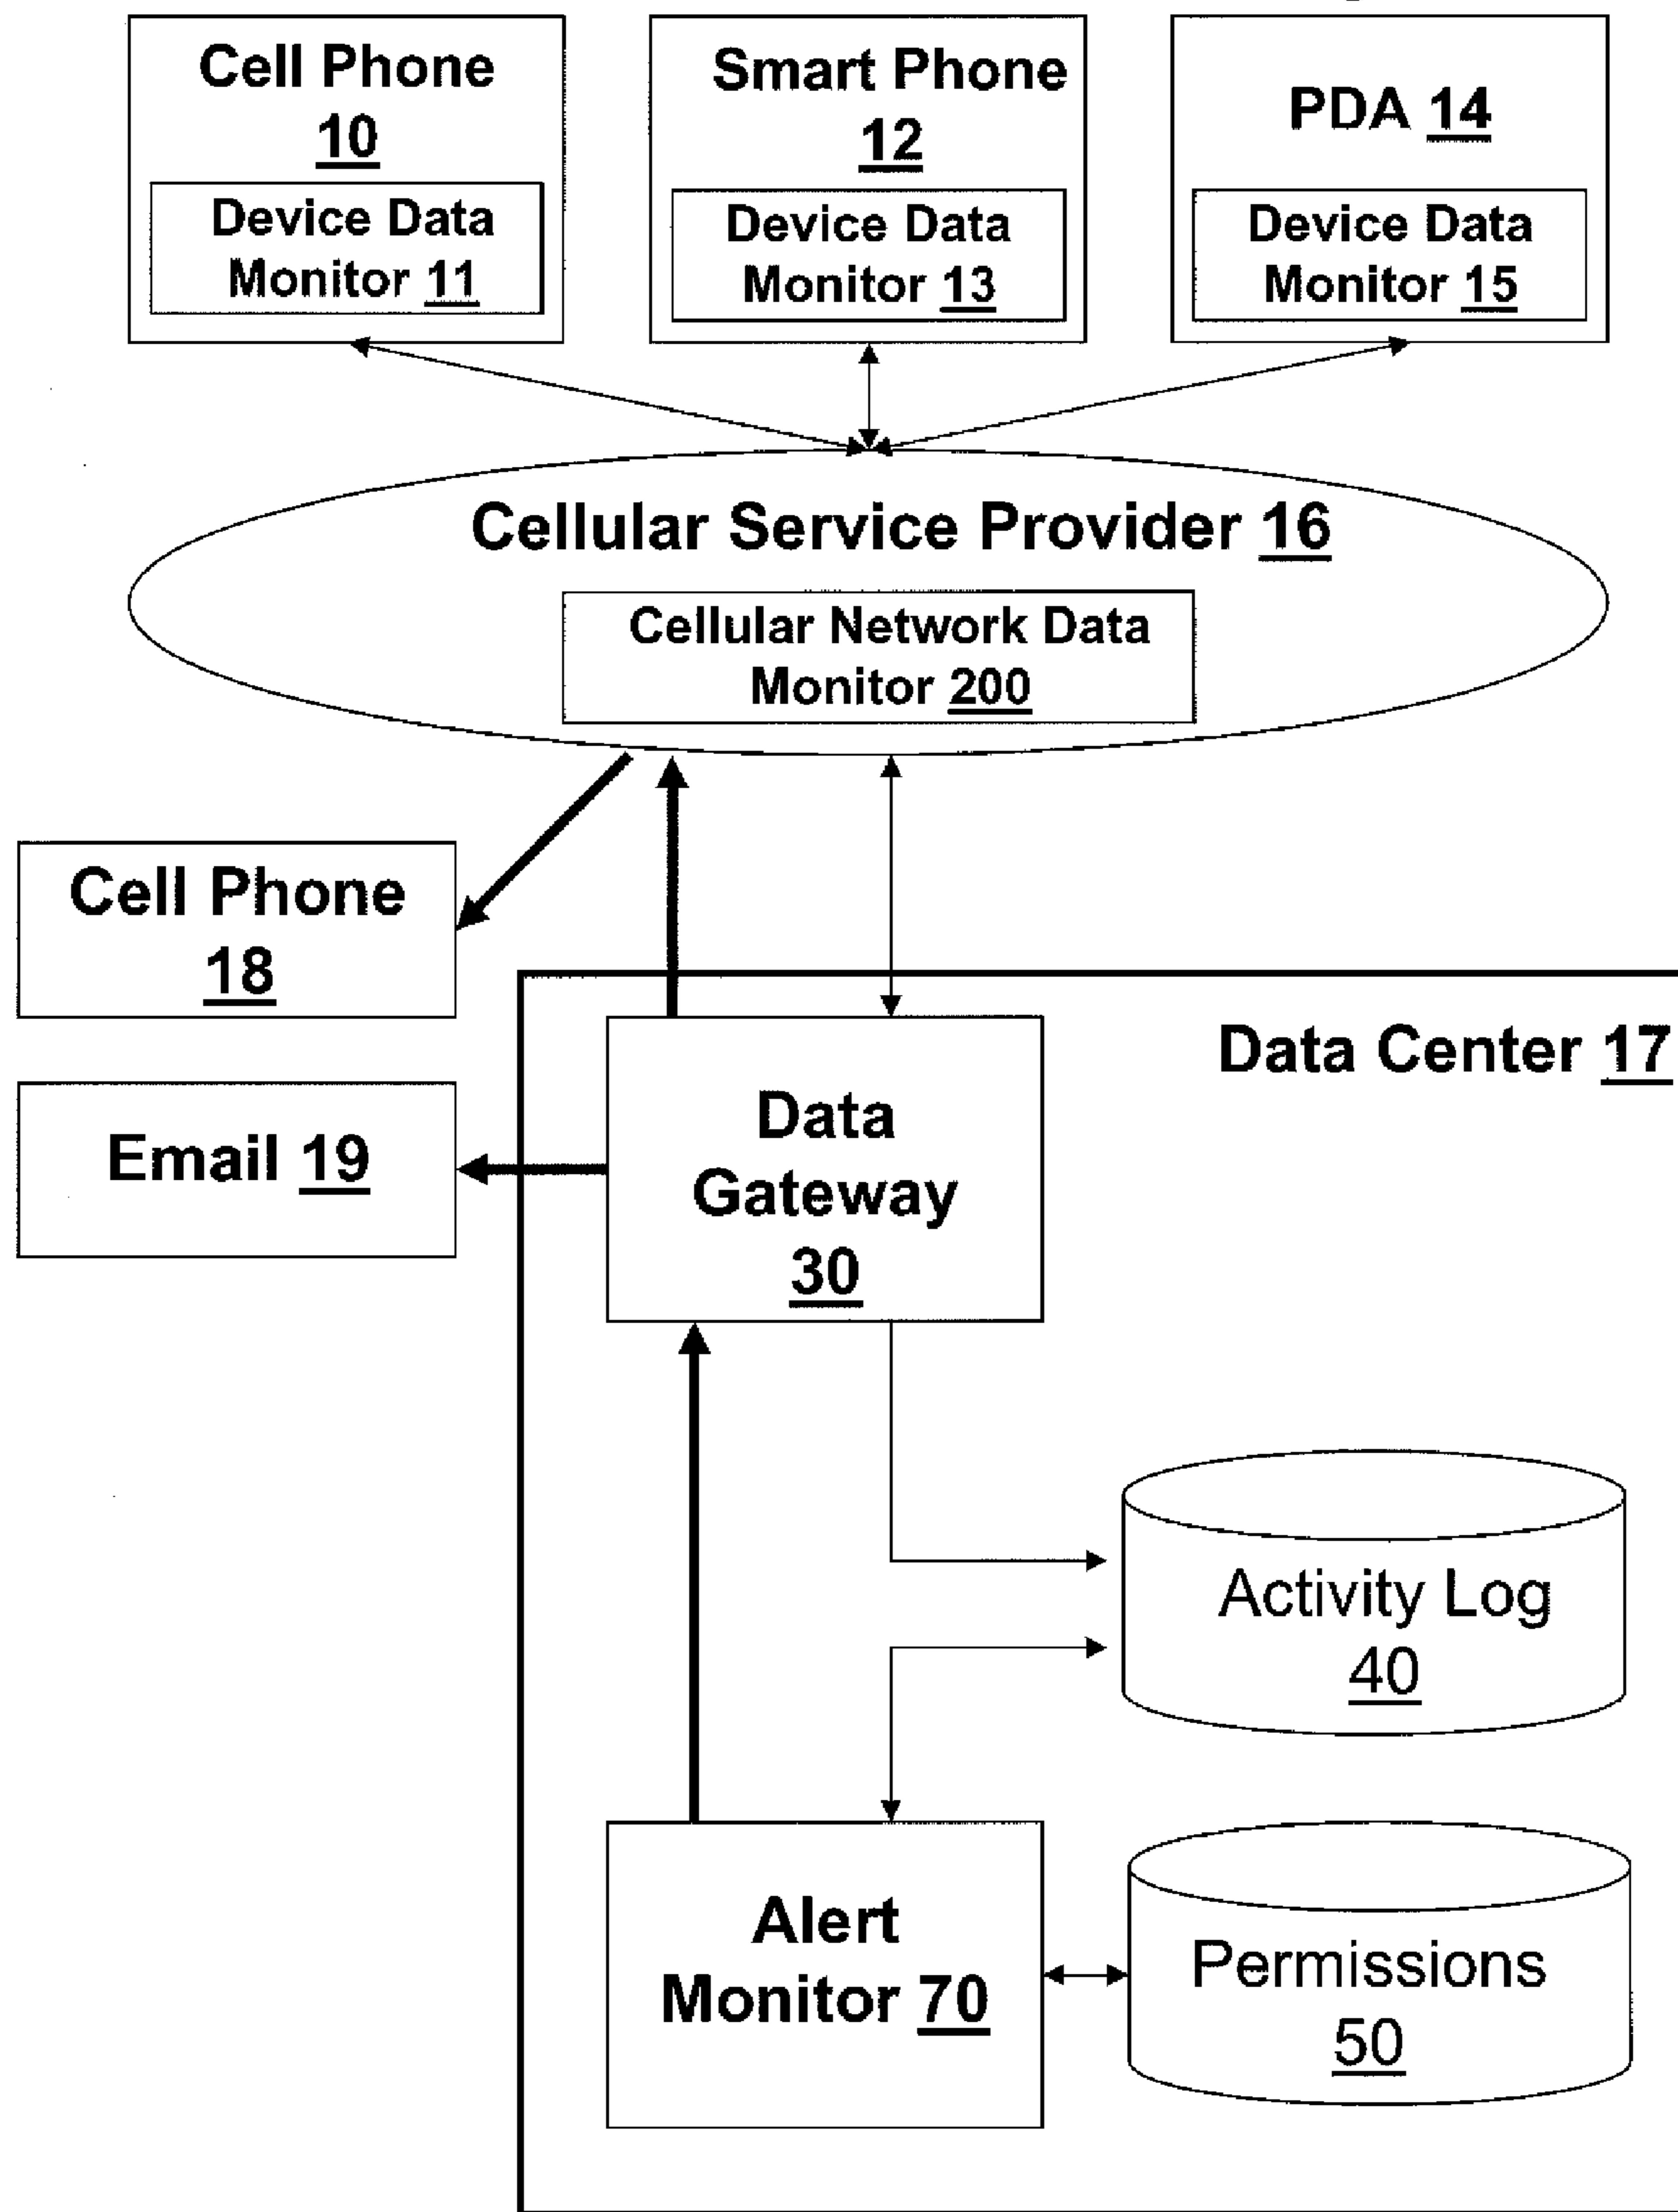 Cell Phone
10
Device Data
Monitor 11
Smart Phone
12
Device Data
Monitor 13
PDA 14
Device Data
Monitor 15
Cellular Service Provider 16
Cellular Network Data
Monitor 200
Cell Phone
18
Data Center 17
Email 19
Data
Gateway
30
Activity Log
40
Alert
Monitor 70
Permissions
50